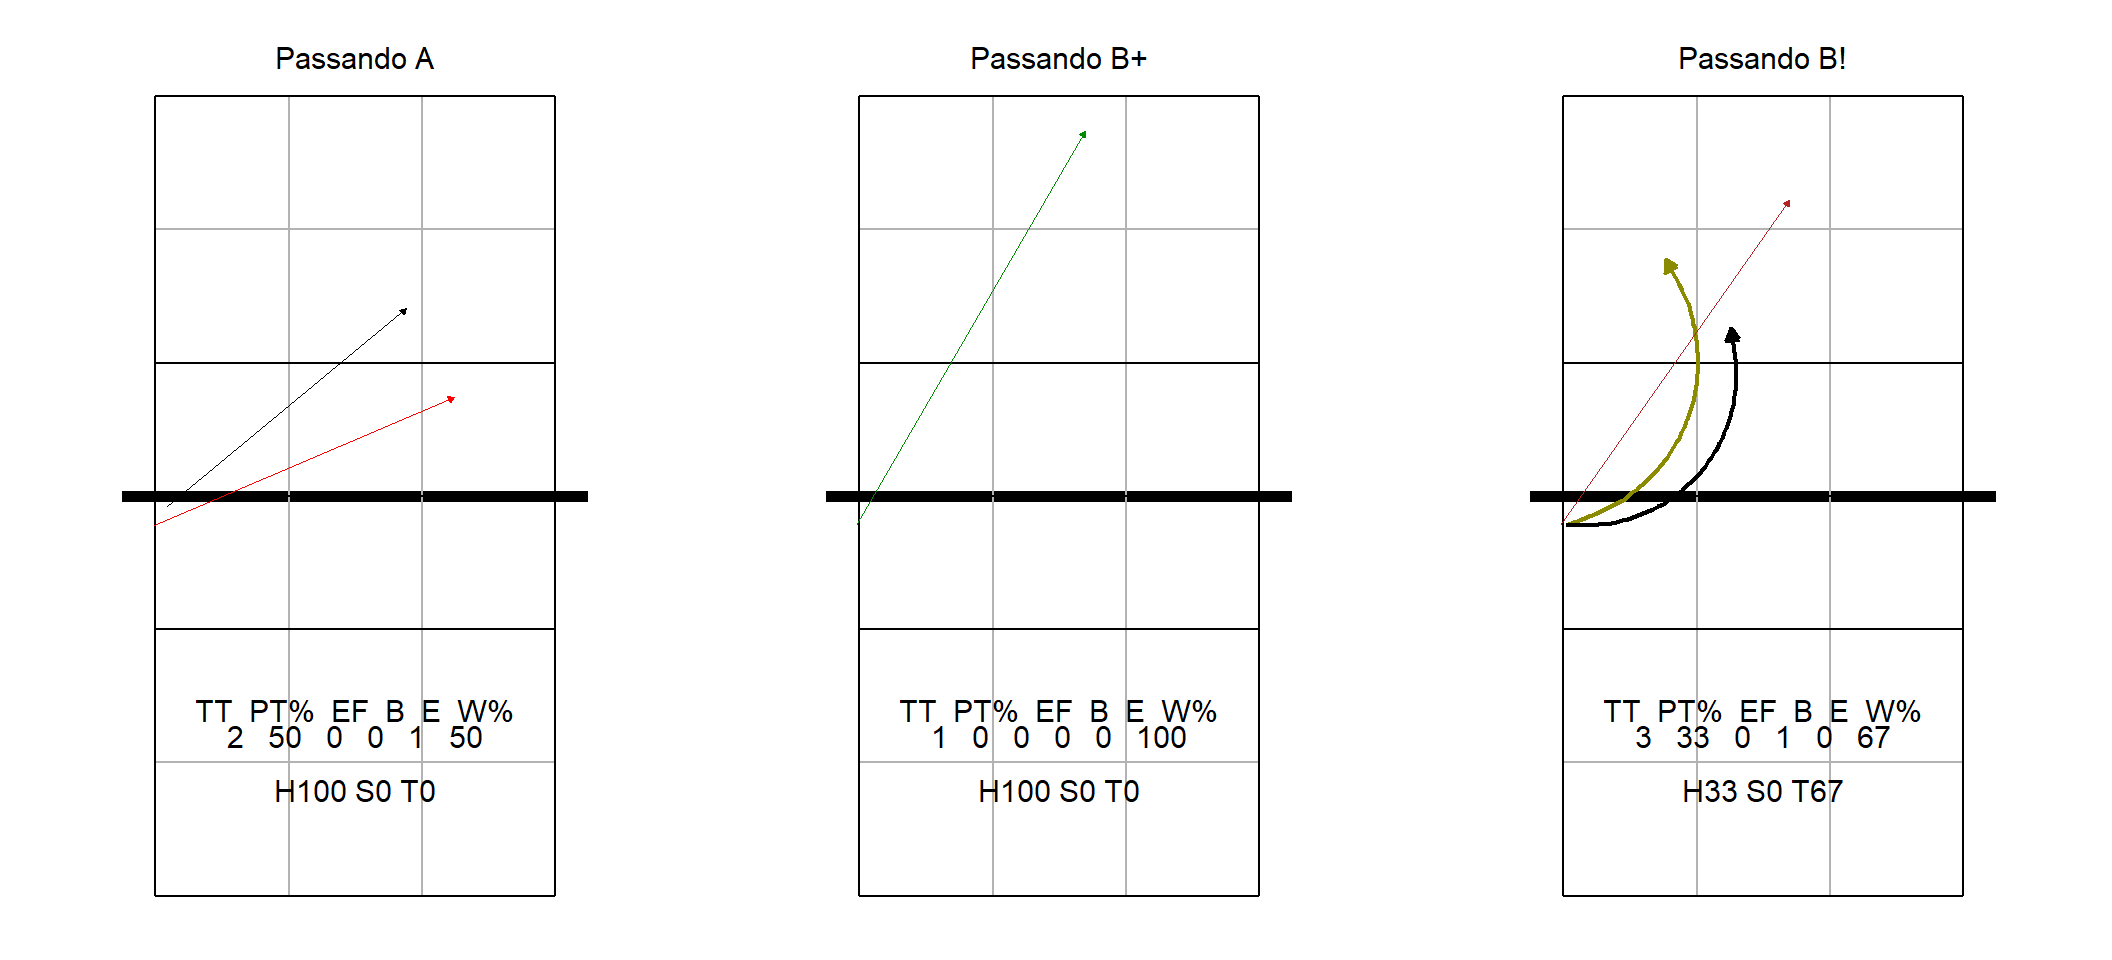 Passando A
TT PT% EF B E W%
2 50 0 0 1 50
H100 S0 T0
Passando B+
TT PT% EF B E W%
1 0 0 0 0 100
H100 S0 T0
Passando B!
TT PT% EF B E W%
3 33 0 1 0 67
H33 S0 T67